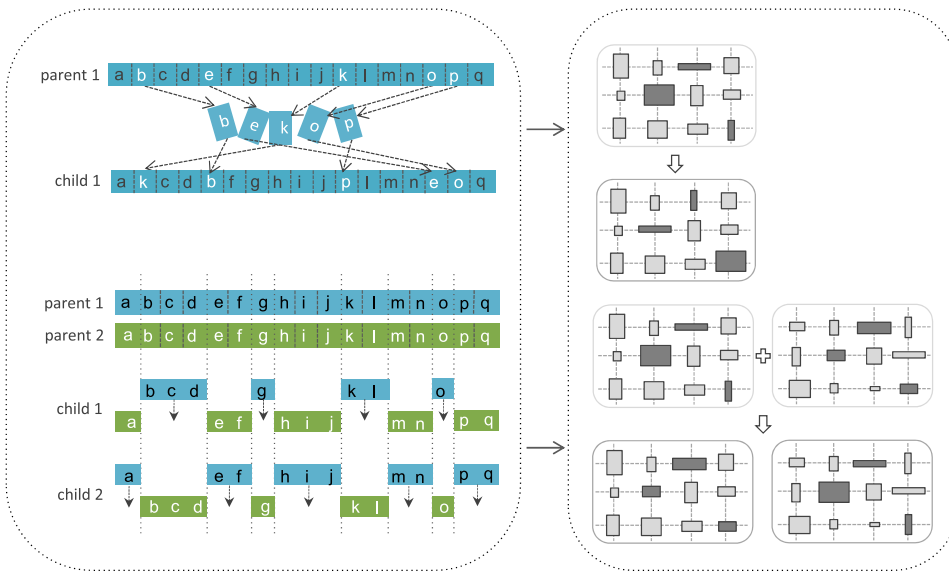 parent 1 a b c d e f g h i j k l m n o p q
b e k o p
child 1 a k c d b f g h i j p l m n e o q
parent 1 a b c d e f g h i j k l m n o p q
parent 2 a b c d e f g h i j k l m n o p q
b c d g k l o
child 1
a e f h i j m n p q
a e f h i j m n p q
child 2
b c d g k l o